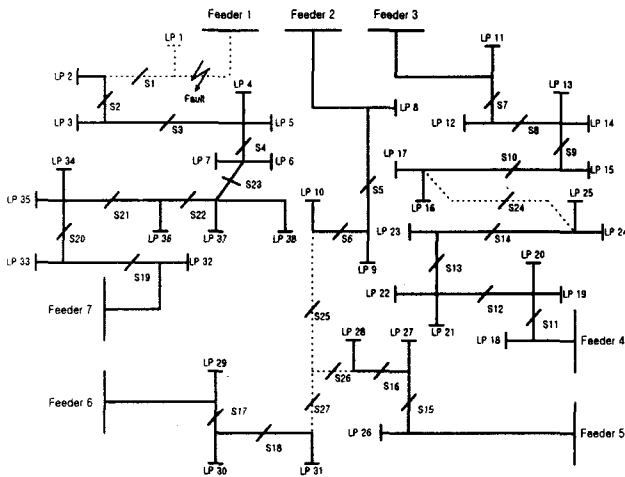 Feeder 1
Feeder 2
Feeder 3
LP 1
LP 11
LP 2
S1
Fault
LP 4
LP 13
S2
LP 8
S7
LP 3
S3
LP 5
LP 12
S8
LP 14
S4
S9
LP 34
LP 7
LP 6
LP 17
S10
LP 15
S23
S5
LP 35
LP 10
LP 16
S24
LP 25
S21
S22
S20
LP 36
LP 37
LP 38
S6
LP 23
S14
LP 24
LP 33
S19
LP 32
LP 9
S13
LP 20
Feeder 7
LP 22
S12
LP 19
S25
LP 21
S11
LP 28
LP 27
LP 18
Feeder 4
LP 29
S26
S16
Feeder 6
S17
S27
S15
S18
LP 26
Feeder 5
LP 30
LP 31